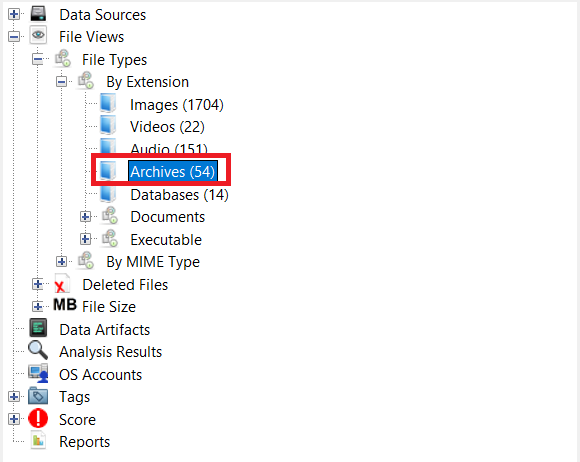 Data Sources
File Views
File Types
By Extension
Images (1704)
Videos (22)
Audio (151)
Archives (54)
Databases (14)
Documents
Executable
By MIME Type
Deleted Files
MB File Size
Data Artifacts
Analysis Results
OS Accounts
Tags
Score
Reports